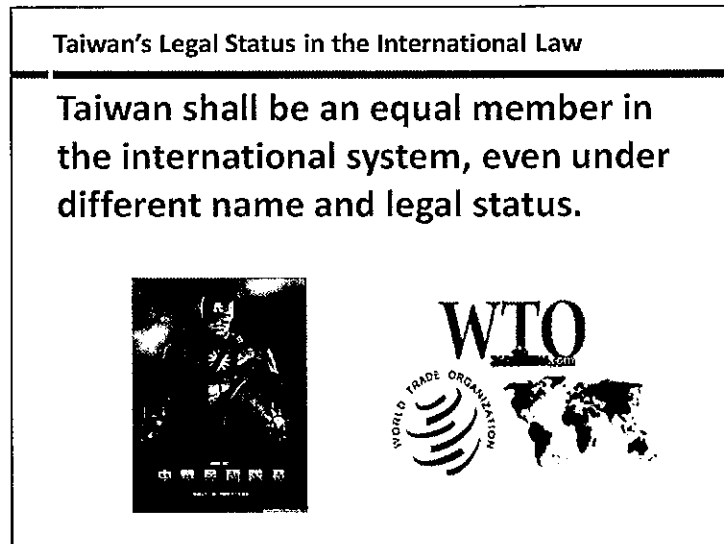 Taiwan's Legal Status in the International Law
Taiwan shall be an equal member in
the international system, even under
different name and legal status.
WTO
WORLD TRADE ORGANIZATION